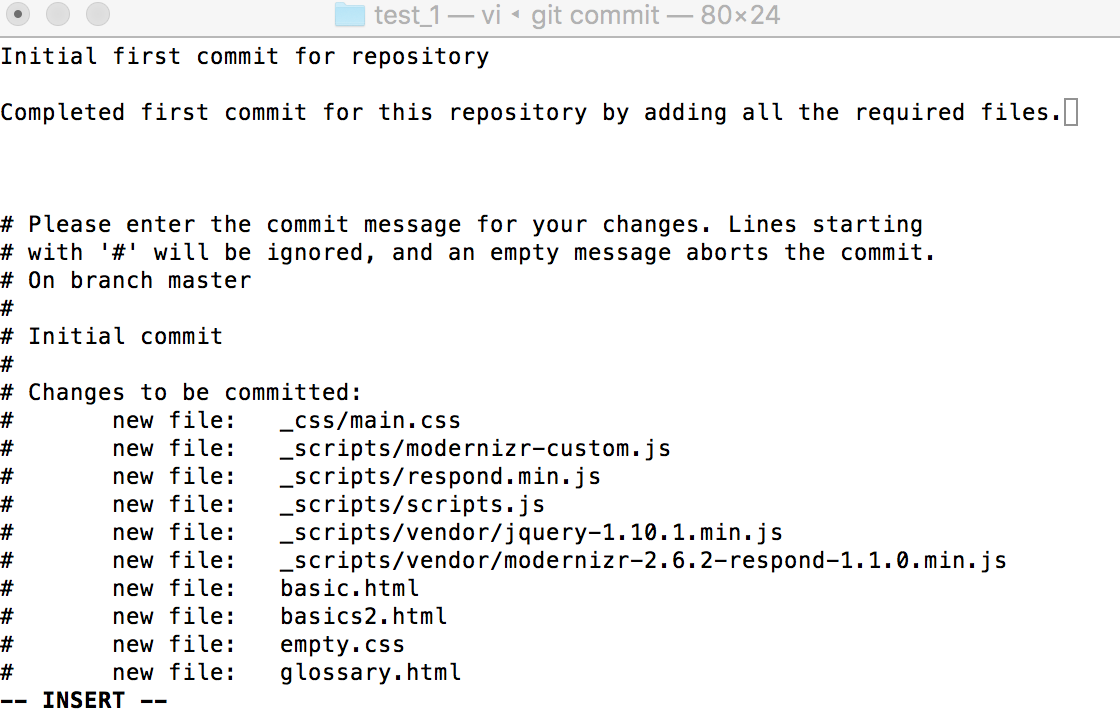 test_1 — vi ◂ git commit — 80×24
Initial first commit for repository
Completed first commit for this repository by adding all the required files.
# Please enter the commit message for your changes. Lines starting
# with '#' will be ignored, and an empty message aborts the commit.
# On branch master
#
# Initial commit
#
# Changes to be committed:
#       new file:   _css/main.css
#       new file:   _scripts/modernizr-custom.js
#       new file:   _scripts/respond.min.js
#       new file:   _scripts/scripts.js
#       new file:   _scripts/vendor/jquery-1.10.1.min.js
#       new file:   _scripts/vendor/modernizr-2.6.2-respond-1.1.0.min.js
#       new file:   basic.html
#       new file:   basics2.html
#       new file:   empty.css
#       new file:   glossary.html
-- INSERT --